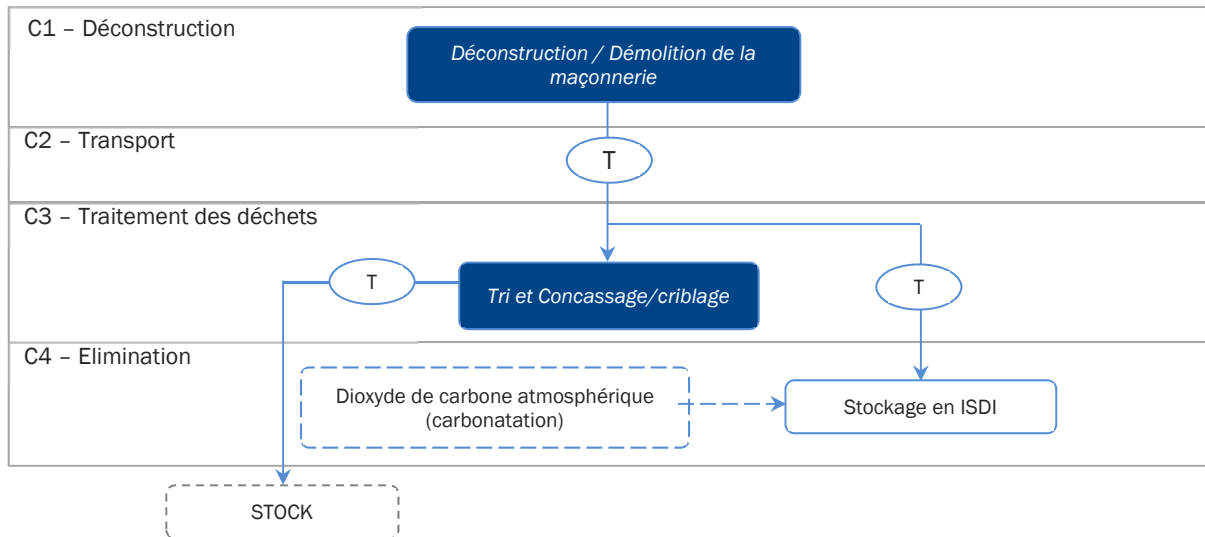 C1 – Déconstruction
Déconstruction / Démolition de la
maçonnerie
C2 – Transport
T
C3 – Traitement des déchets
T
Tri et Concassage/criblage
T
C4 – Elimination
Dioxyde de carbone atmosphérique
(carbonatation)
Stockage en ISDI
STOCK